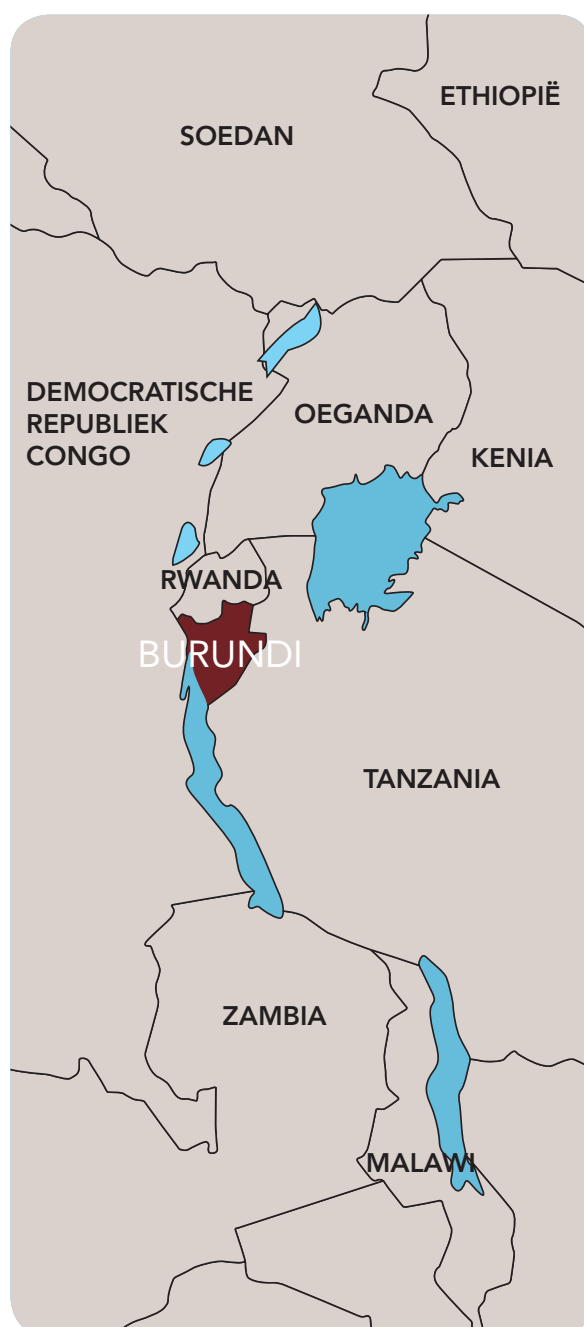 ETHIOPIË
SOEDAN
DEMOCRATISCHE
REPUBLIEK
CONGO
OEGANDA
KENIA
RWANDA
BURUNDI
TANZANIA
ZAMBIA
MALAWI